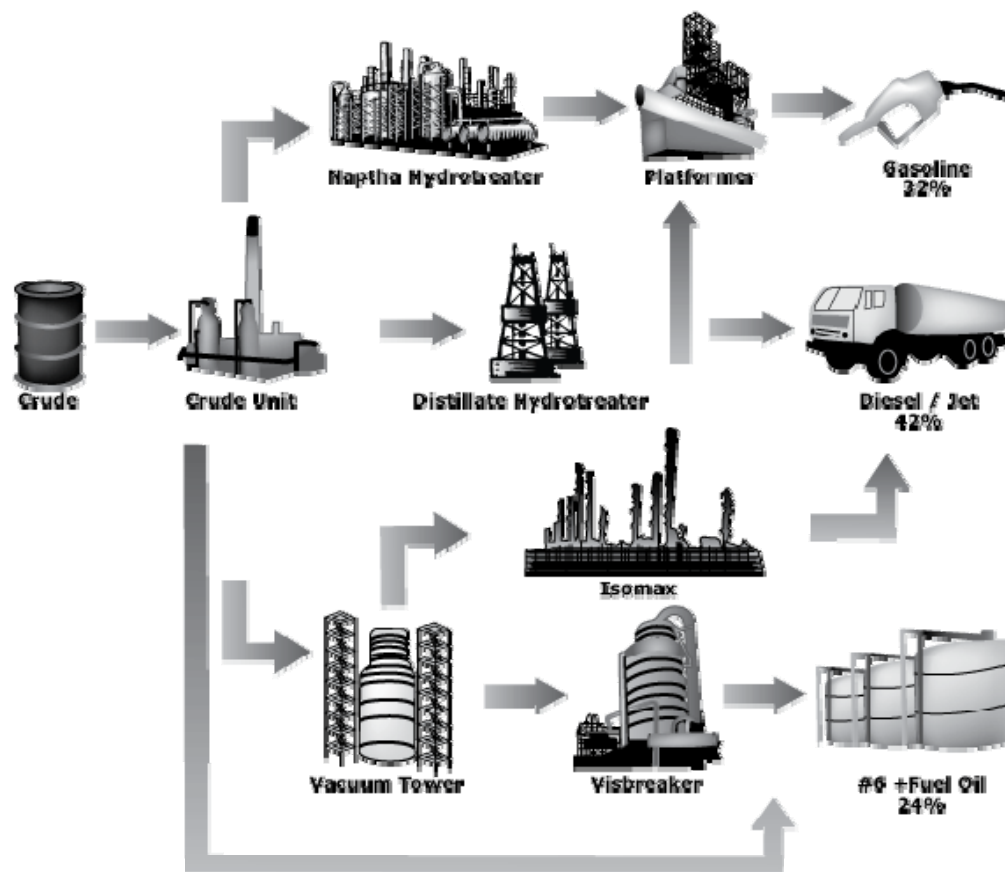 Naptha Hydrotreater
Platformer
Gasoline
32%
Crude
Crude Unit
Distillate Hydrotreater
Diesel / Jet
42%
Isomax
Vacuum Tower
Visbreaker
#6 +Fuel Oil
24%